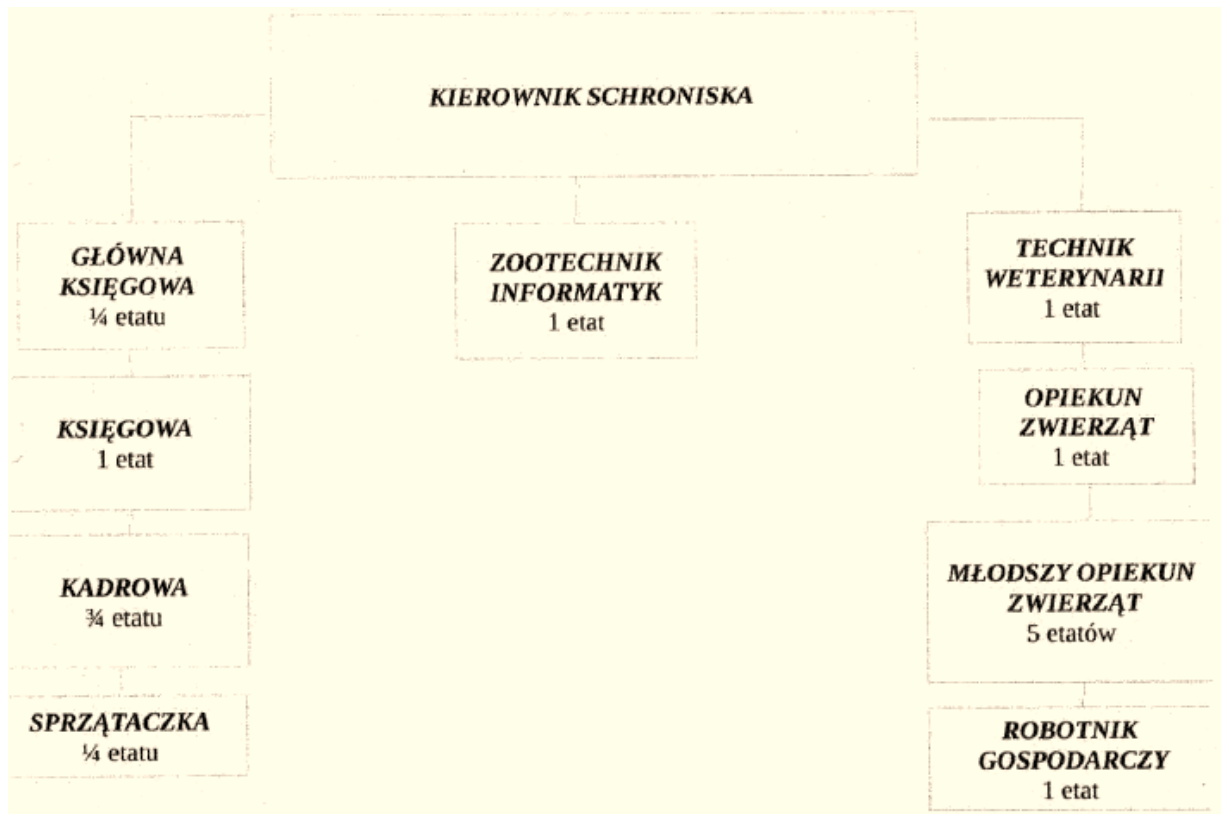 KIEROWNIK SCHRONISKA
GŁÓWNA
KSIĘGOWA
¼ etatu
KSIĘGOWA
1 etat
KADROWA
¾ etatu
SPRZĄTACZKA
¼ etatu
ZOOTECHNIK
INFORMATYK
1 etat
TECHNIK
WETERYNARII
1 etat
OPIEKUN
ZWIERZĄT
1 etat
MŁODSZY OPIEKUN
ZWIERZĄT
5 etatów
ROBOTNIK
GOSPODARCZY
1 etat